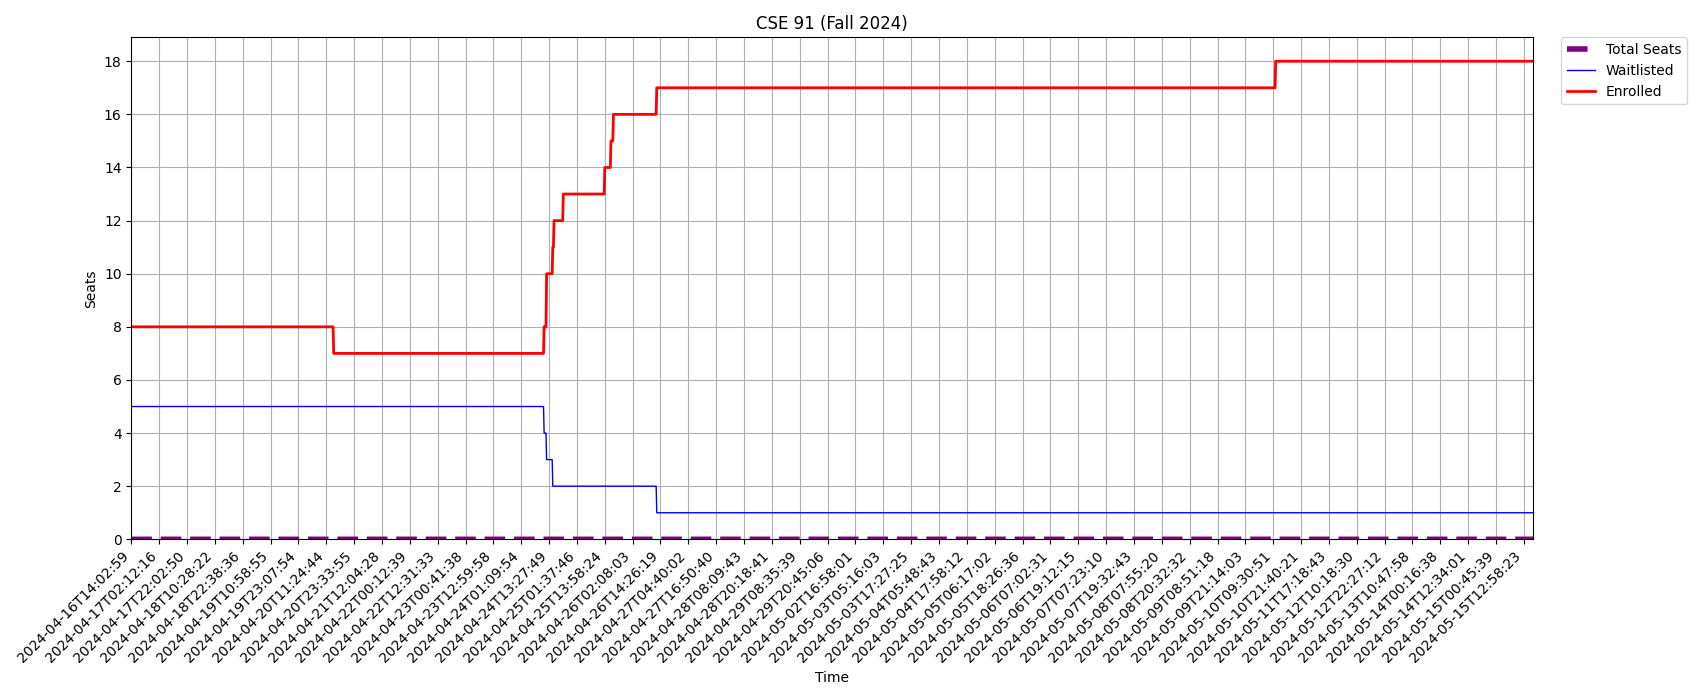 CSE 91 (Fall 2024)
Total Seats
Waitlisted
Enrolled
18
16
14
12
10
8
6
4
2
0
Seats
2024-04-16T14:02:59
2024-04-17T02:12:16
2024-04-17T22:02:50
2024-04-18T10:28:22
2024-04-18T22:38:36
2024-04-19T10:58:55
2024-04-19T23:07:54
2024-04-20T11:24:44
2024-04-20T23:33:55
2024-04-21T12:04:28
2024-04-22T00:12:39
2024-04-22T12:31:33
2024-04-23T00:41:38
2024-04-23T12:59:58
2024-04-24T01:09:54
2024-04-24T13:27:49
2024-04-25T01:37:46
2024-04-25T13:58:24
2024-04-26T02:08:03
2024-04-26T14:26:19
2024-04-27T04:40:02
2024-04-27T16:50:40
2024-04-28T08:09:43
2024-04-28T20:18:41
2024-04-29T08:35:39
2024-04-29T20:45:06
2024-05-02T16:58:01
2024-05-03T05:16:03
2024-05-03T17:27:25
2024-05-04T05:48:43
2024-05-04T17:58:12
2024-05-05T06:17:02
2024-05-05T18:26:36
2024-05-06T07:02:31
2024-05-06T19:12:15
2024-05-07T07:23:10
2024-05-07T19:32:43
2024-05-08T07:55:20
2024-05-08T20:32:32
2024-05-09T08:51:18
2024-05-09T21:14:03
2024-05-10T09:30:51
2024-05-10T21:40:21
2024-05-11T17:18:43
2024-05-12T10:18:30
2024-05-12T22:27:12
2024-05-13T10:47:58
2024-05-14T00:16:38
2024-05-14T12:34:01
2024-05-15T00:45:39
2024-05-15T12:58:23
Time